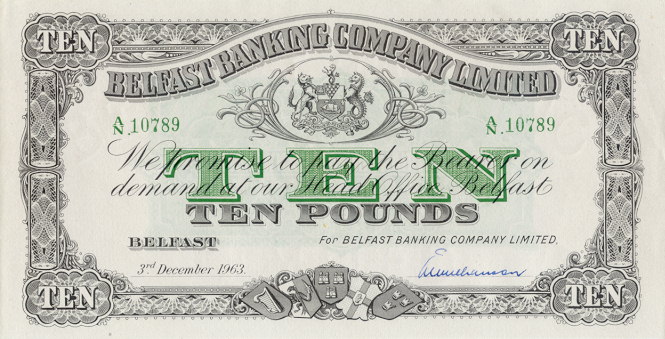 TEN TEN
BELFAST BANKING COMPANY LIMITED
A/N. 10789 A/N. 10789
We Promise to pay the Bearer on
demand at our Head Office Belfast
TEN
TEN POUNDS
BELFAST For BELFAST BANKING COMPANY LIMITED.
3rd December 1963.
TEN TEN